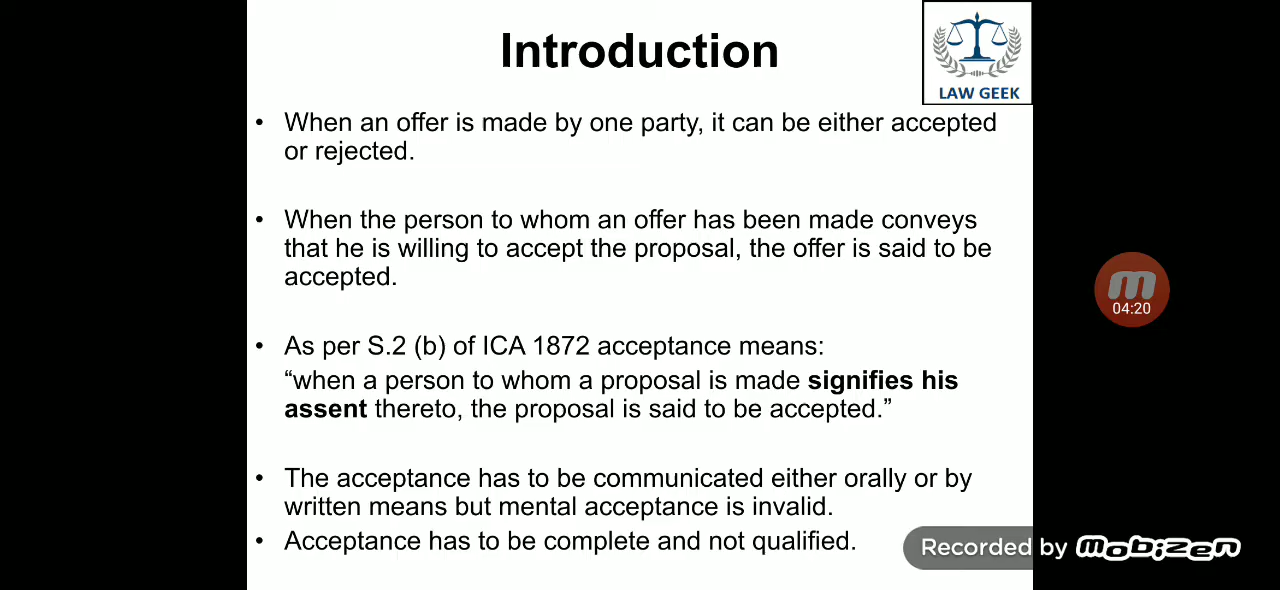 Introduction
LAW GEEK
• When an offer is made by one party, it can be either accepted
or rejected.
• When the person to whom an offer has been made conveys
that he is willing to accept the proposal, the offer is said to be
accepted.
• As per S.2 (b) of ICA 1872 acceptance means:
“when a person to whom a proposal is made signifies his
assent thereto, the proposal is said to be accepted.”
• The acceptance has to be communicated either orally or by
written means but mental acceptance is invalid.
• Acceptance has to be complete and not qualified.
m
04:20
Recorded by mobizen